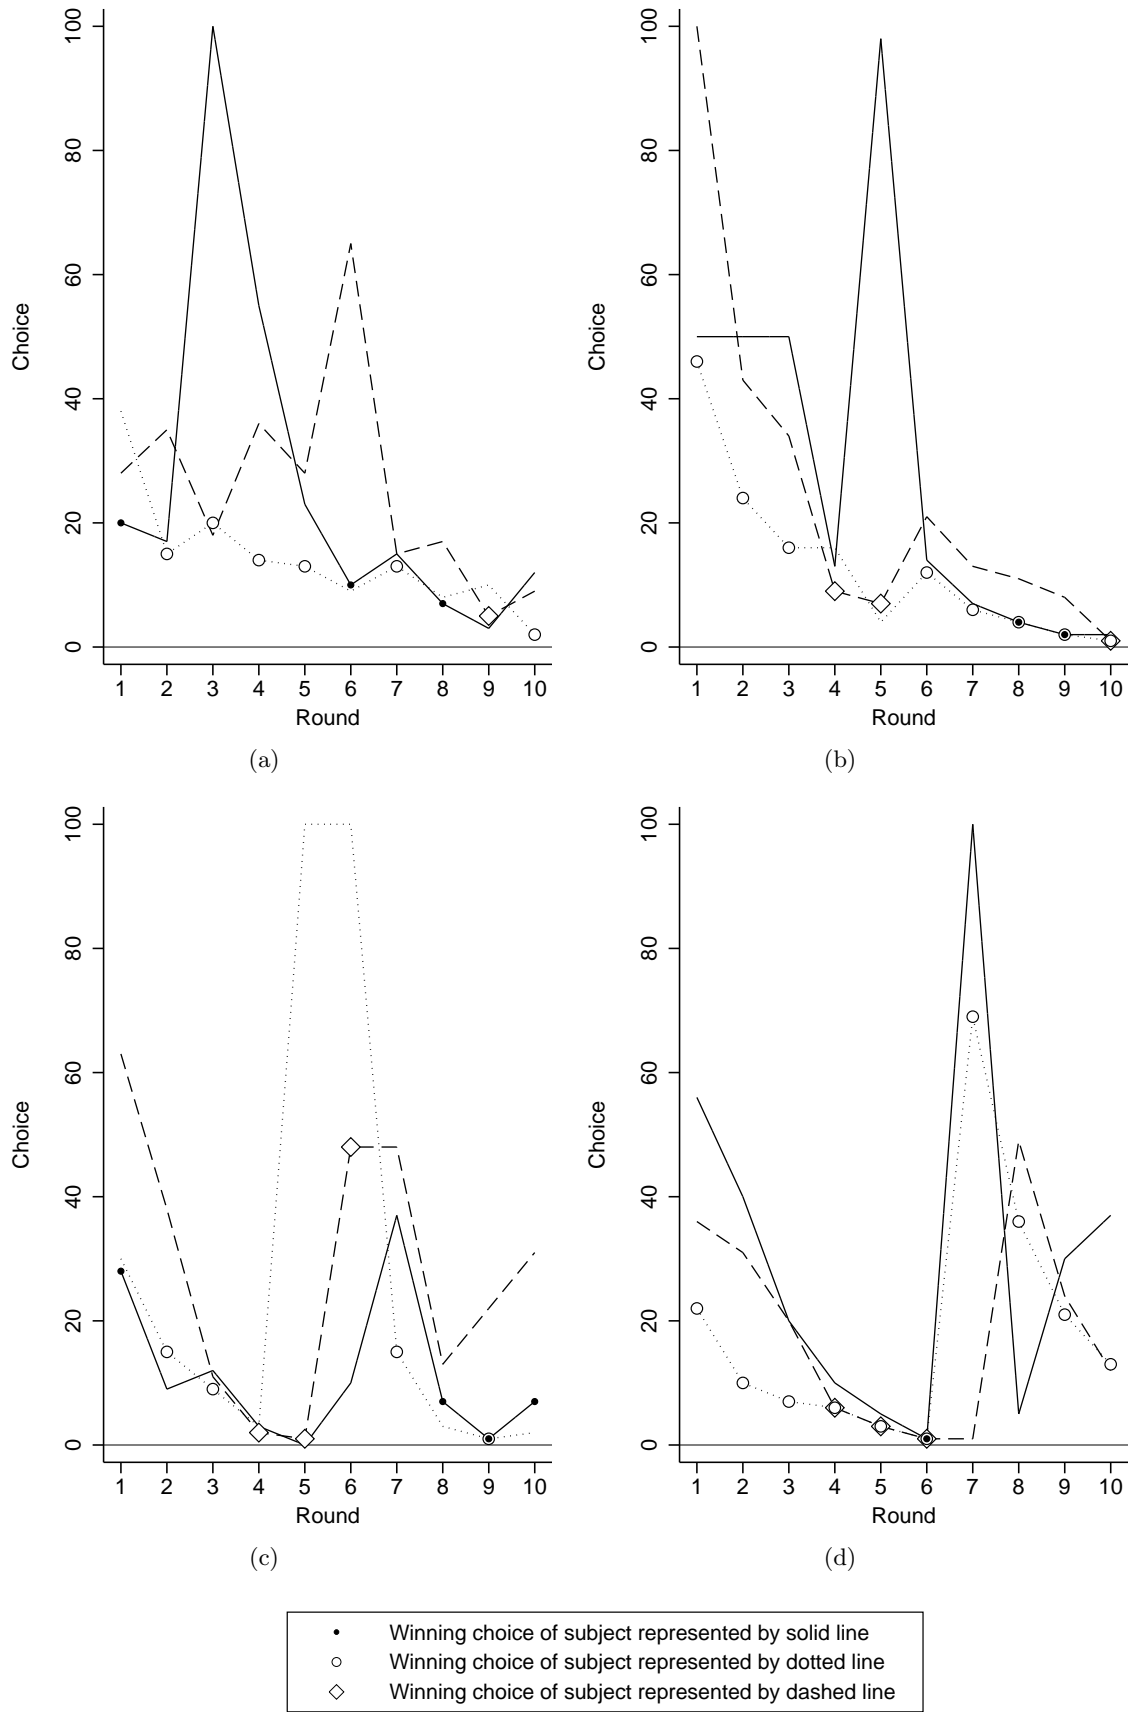 100
80
60
40
20
0
Choice
1 2 3 4 5 6 7 8 9 10
Round
(a)
100
80
60
40
20
0
Choice
1 2 3 4 5 6 7 8 9 10
Round
(b)
100
80
60
40
20
0
Choice
1 2 3 4 5 6 7 8 9 10
Round
(c)
100
80
60
40
20
0
Choice
1 2 3 4 5 6 7 8 9 10
Round
(d)
Winning choice of subject represented by solid line
Winning choice of subject represented by dotted line
Winning choice of subject represented by dashed line